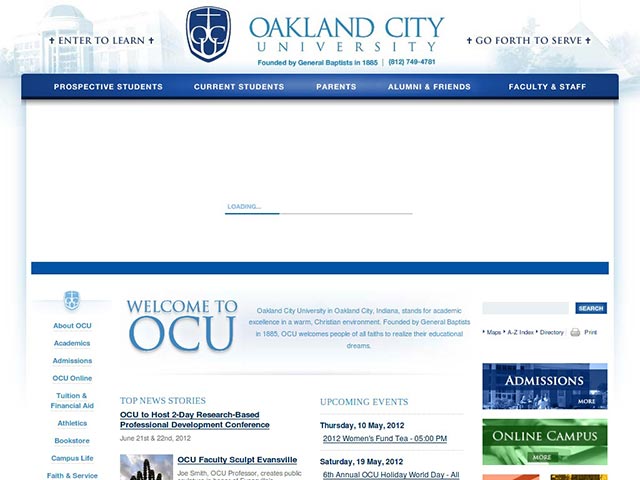 ✝ ENTER TO LEARN ✝
OCU
OAKLAND CITY
UNIVERSITY
Founded by General Baptists in 1885 | (812) 749-4781
✝ GO FORTH TO SERVE ✝
PROSPECTIVE STUDENTS
CURRENT STUDENTS
PARENTS
ALUMNI & FRIENDS
FACULTY & STAFF
LOADING...
About OCU
Academics
Admissions
OCU Online
Tuition &
Financial Aid
Athletics
Bookstore
Campus Life
Faith & Service
WELCOME TO
OCU
Oakland City University in Oakland City, Indiana, stands for academic
excellence in a warm, Christian environment. Founded by General Baptists
in 1885, OCU welcomes people of all faiths to realize their educational
dreams.
TOP NEWS STORIES
OCU to Host 2-Day Research-Based
Professional Development Conference
June 21st & 22nd, 2012
OCU Faculty Sculpt Evansville
Joe Smith, OCU Professor, creates public
UPCOMING EVENTS
Thursday, 10 May, 2012
2012 Women's Fund Tea - 05:00 PM
Saturday, 19 May, 2012
6th Annual OCU Holiday World Day - All
SEARCH
Maps
A-Z Index
Directory
Print
ADMISSIONS
MORE
ONLINE CAMPUS
MORE